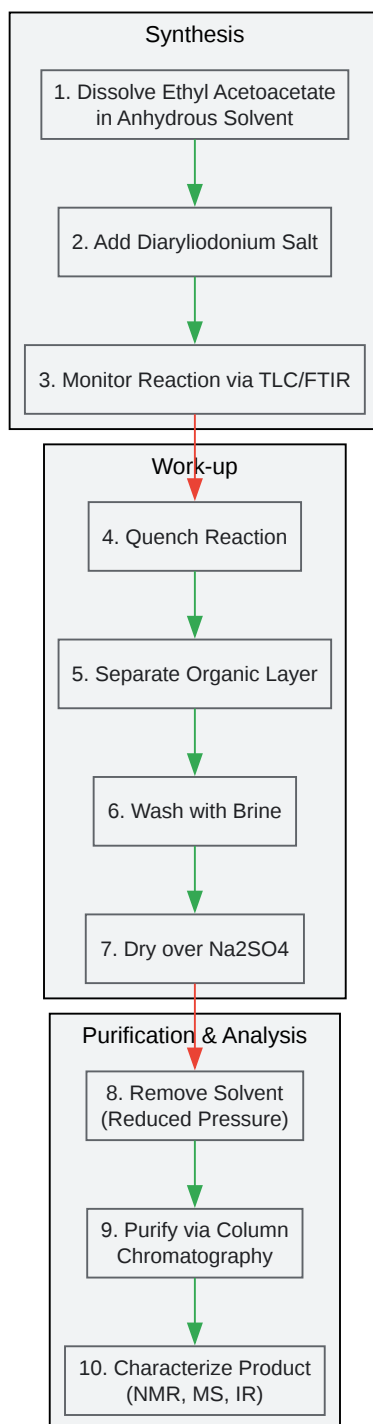 Synthesis
1. Dissolve Ethyl Acetoacetate
in Anhydrous Solvent
2. Add Diaryliodonium Salt
3. Monitor Reaction via TLC/FTIR
Work-up
4. Quench Reaction
5. Separate Organic Layer
6. Wash with Brine
7. Dry over Na2SO4
Purification & Analysis
8. Remove Solvent
(Reduced Pressure)
9. Purify via Column
Chromatography
10. Characterize Product
(NMR, MS, IR)